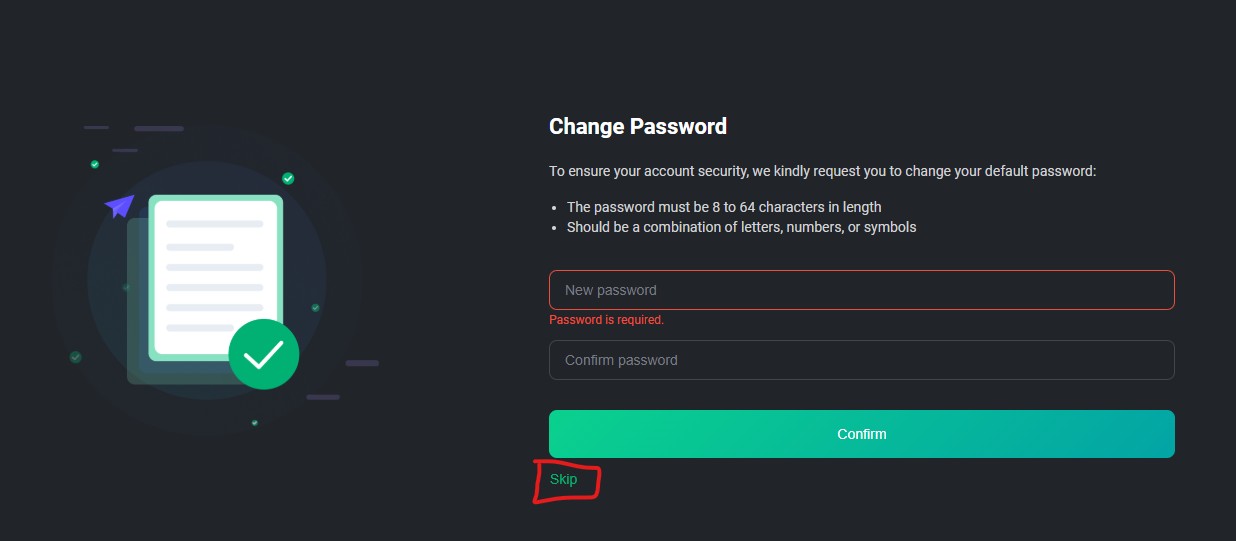 Change Password
To ensure your account security, we kindly request you to change your default password:
• The password must be 8 to 64 characters in length
• Should be a combination of letters, numbers, or symbols
New password
Password is required.
Confirm password
Confirm
Skip